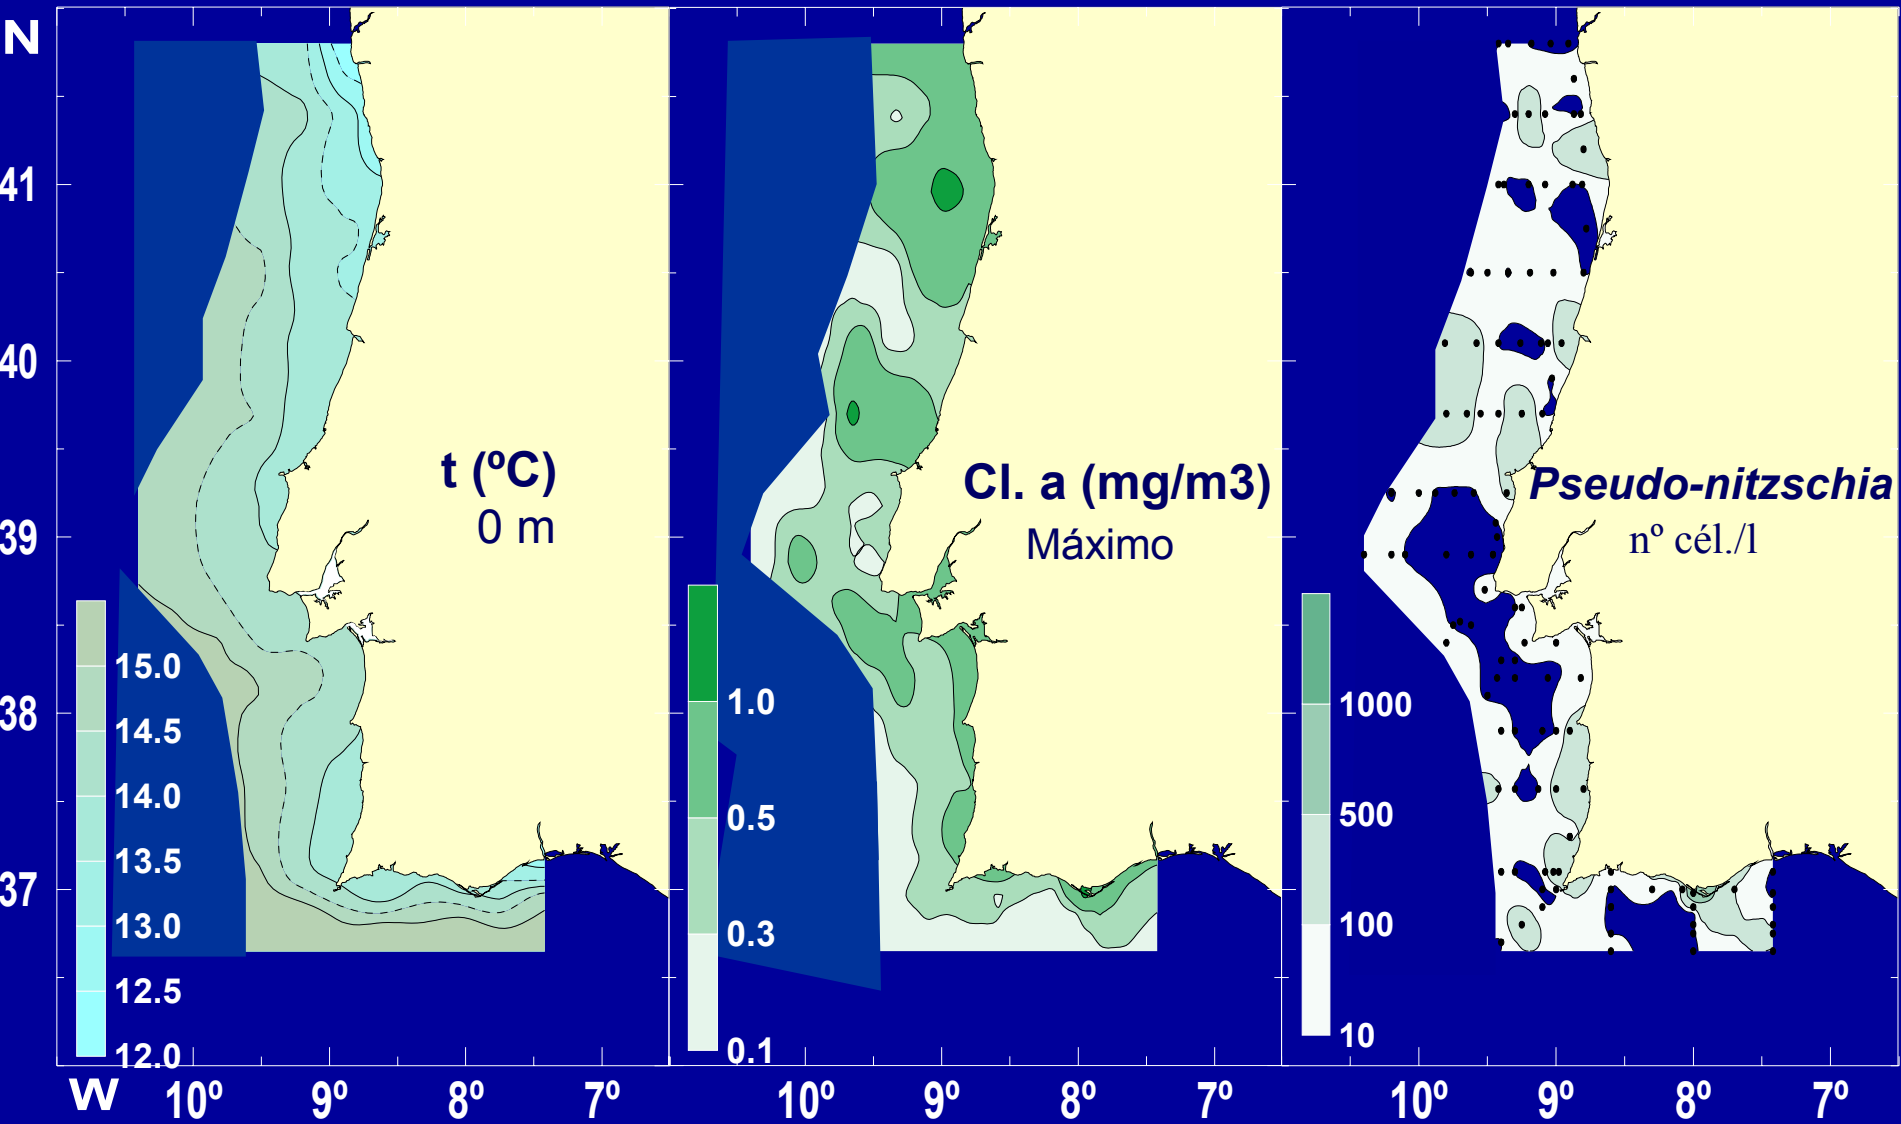 N
41
40
39
38
37
W
t (ºC)
0 m
15.0
14.5
14.0
13.5
13.0
12.5
12.0
10º 9º 8º 7º
Cl. a (mg/m3)
Máximo
1.0
0.5
0.3
0.1
10º 9º 8º 7º
Pseudo-nitzschia
nº cél./l
1000
500
100
10
10º 9º 8º 7º